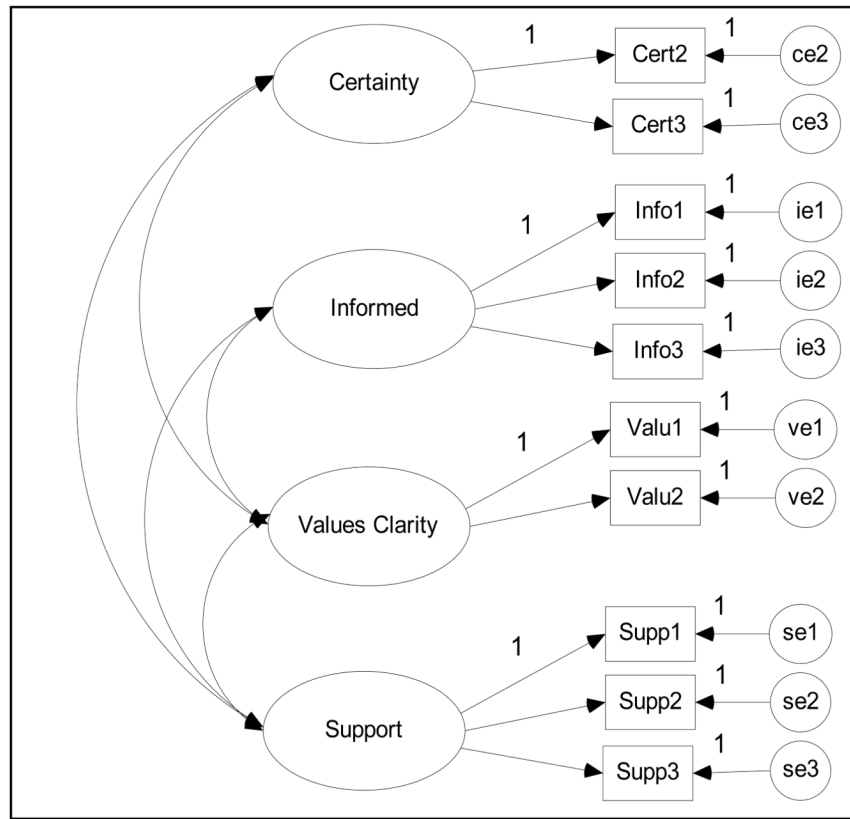 1
1
Certainty
Cert2
ce2
1
Cert3
ce3
1
1
Info1
ie1
1
Informed
Info2
ie2
1
Info3
ie3
1
1
Valu1
ve1
1
Values Clarity
Valu2
ve2
1
1
Supp1
se1
1
Support
Supp2
se2
1
Supp3
se3